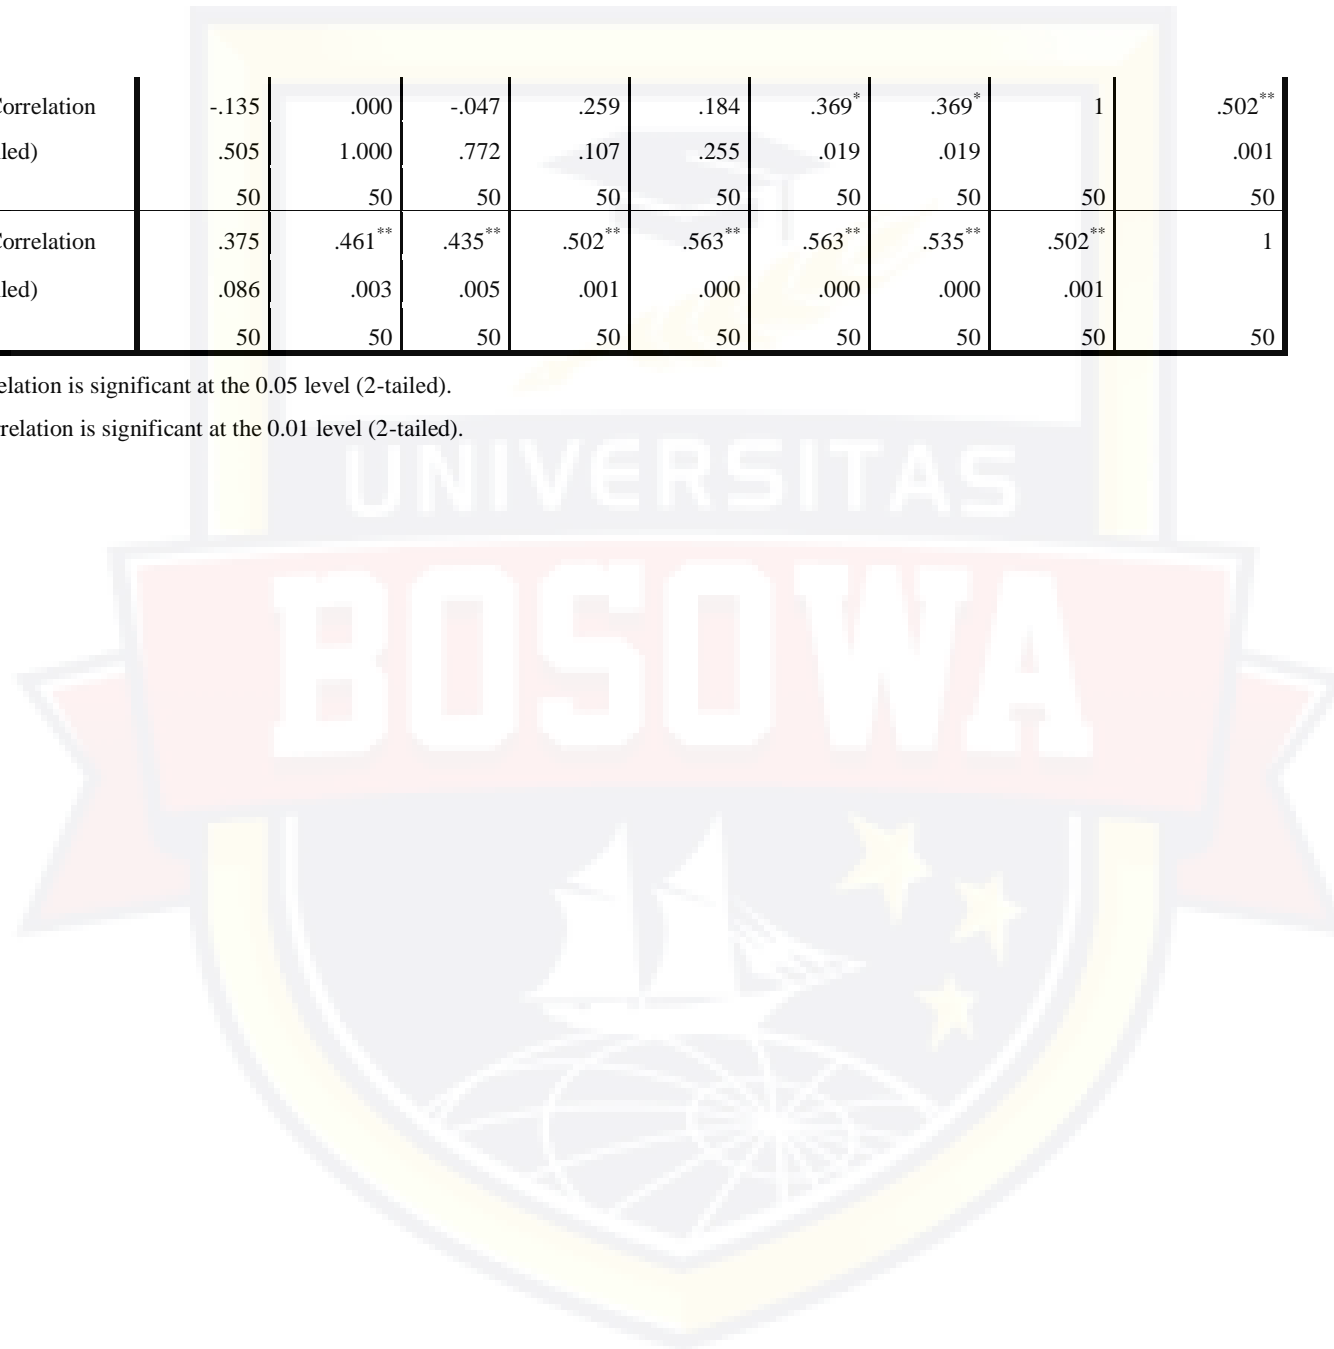 orrelation -.135 .000 -.047 .259 .184 .369* .369* 1 .502**
led) .505 1.000 .772 .107 .255 .019 .019 .001
50 50 50 50 50 50 50 50 50
orrelation .375 .461** .435** .502** .563** .563** .535** .502** 1
led) .086 .003 .005 .001 .000 .000 .000 .001
50 50 50 50 50 50 50 50 50
elation is significant at the 0.05 level (2-tailed).
relation is significant at the 0.01 level (2-tailed).
UNIVERSITAS
BOSOWA